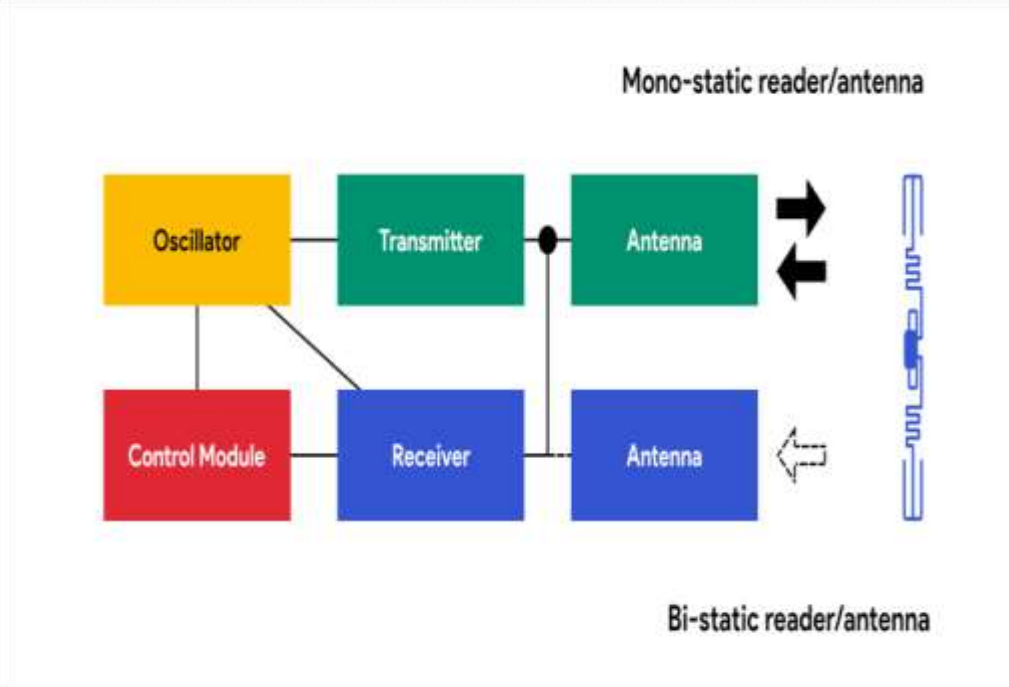 Mono-static reader/antenna
Oscillator
Transmitter
Antenna
Control Module
Receiver
Antenna
Bi-static reader/antenna